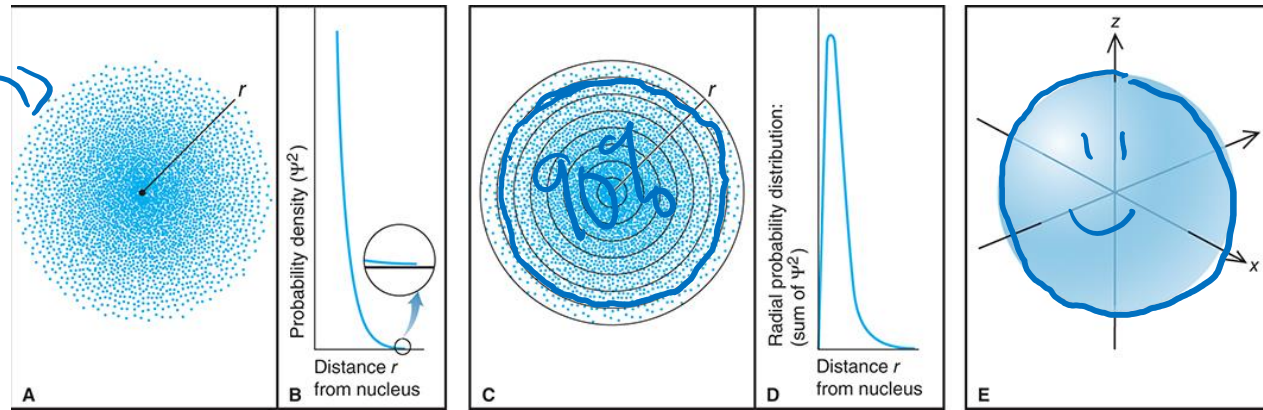 r
Probability density (Ψ²)
Distance r
from nucleus
A
B
r
90%
Radial probability distribution:
(sum of Ψ²)
Distance r
from nucleus
C
D
z
x
E